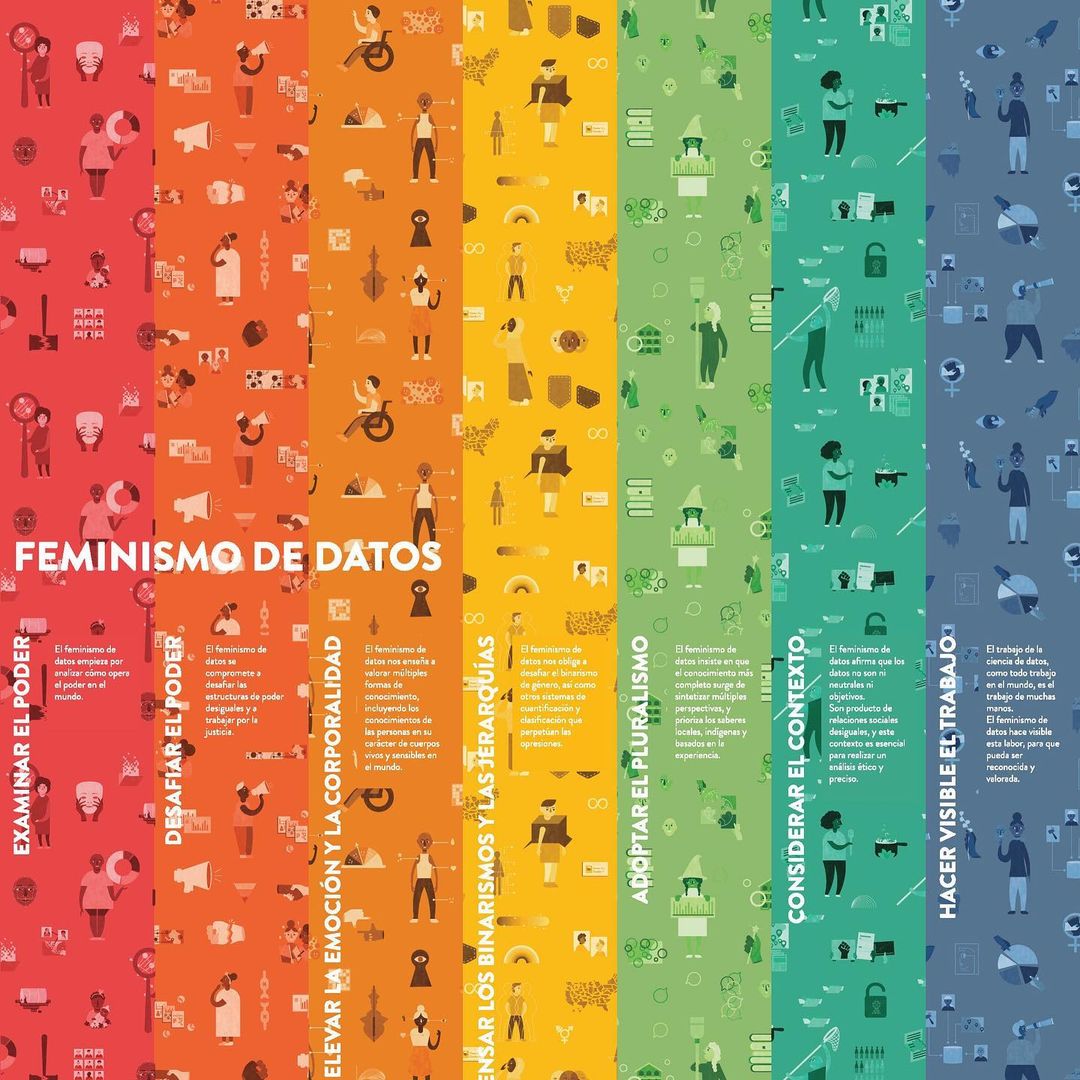 FEMINISMO DE DATOS
EXAMINAR EL PODER
El feminismo de
datos empieza por
analizar cómo opera
el poder en el
mundo.
DESAFIAR EL PODER
El feminismo de
datos se
compromete a
desafiar las
estructuras de poder
desiguales y a
trabajar por la
justicia.
ELEVAR LA EMOCIÓN Y LA CORPORALIDAD
El feminismo de
datos nos enseña a
valorar múltiples
formas de
conocimiento,
incluyendo los
conocimientos de
las personas en su
carácter de cuerpos
vivos y sensibles en
el mundo.
ENSAR LOS BINARISMOS Y LAS JERARQUÍAS
El feminismo de
datos nos obliga a
desafiar el binarismo
de género, así como
otros sistemas de
cuantificación y
clasificación que
perpetúan las
opresiones.
ADOPTAR EL PLURALISMO
El feminismo de
datos insiste en que
el conocimiento más
completo surge de
sintetizar múltiples
perspectivas, y
prioriza los saberes
locales, indígenas y
basados en la
experiencia.
CONSIDERAR EL CONTEXTO
El feminismo de
datos afirma que los
datos no son ni
neutrales ni
objetivos.
Son producto de
relaciones sociales
desiguales, y este
contexto es esencial
para realizar un
análisis ético y
preciso.
HACER VISIBLE EL TRABAJO
El trabajo de la
ciencia de datos,
como todo trabajo
en el mundo, es el
trabajo de muchas
manos.
El feminismo de
datos hace visible
esta labor, para que
pueda ser
reconocida y
valorada.